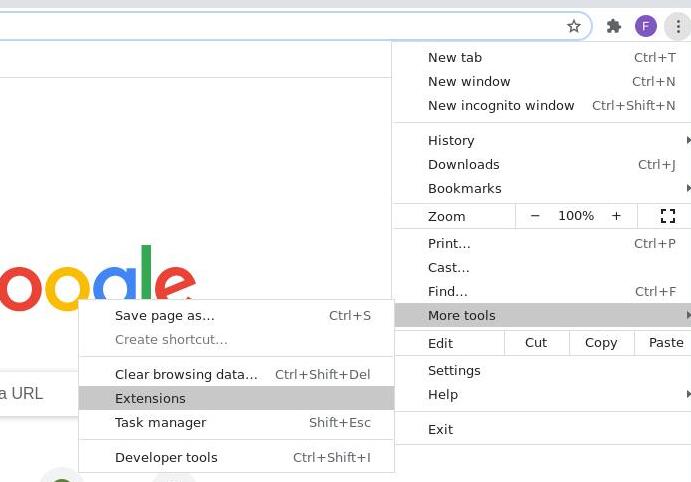 F
New tab Ctrl+T
New window Ctrl+N
New incognito window Ctrl+Shift+N
History
Downloads Ctrl+J
Bookmarks
Zoom − 100% +
Print... Ctrl+P
Cast...
Find... Ctrl+F
More tools
Edit Cut Copy Paste
Settings
Help
Exit
oogle
Save page as... Ctrl+S
Create shortcut...
Clear browsing data... Ctrl+Shift+Del
Extensions
Task manager Shift+Esc
Developer tools Ctrl+Shift+I
a URL